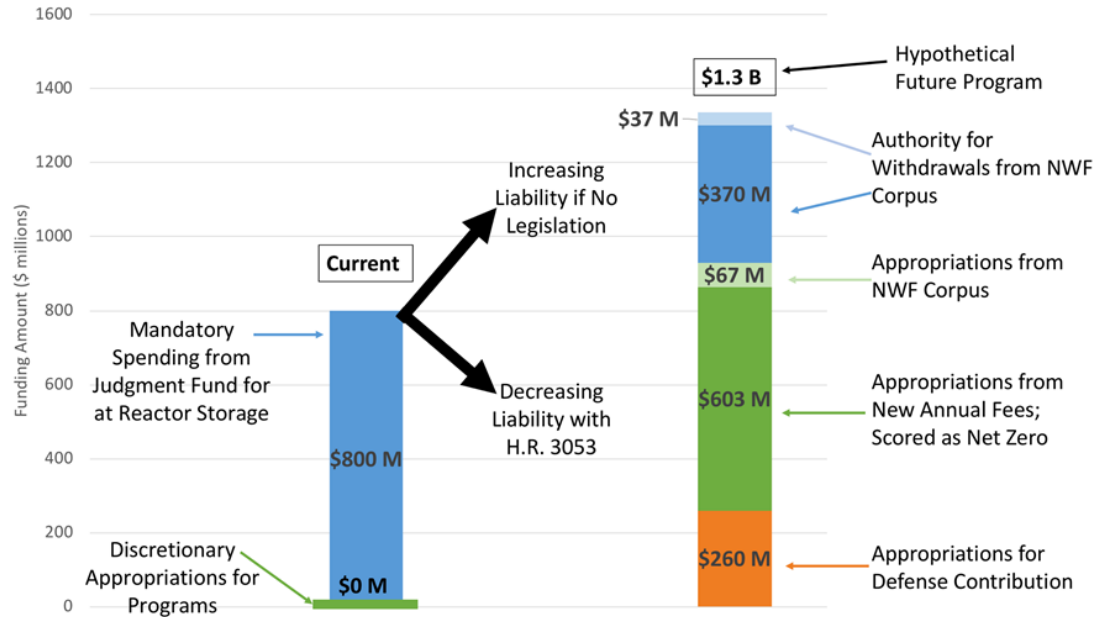 1600
1400
1200
1000
800
600
400
200
0
Funding Amount ($ millions)
Current
Mandatory
Spending from
Judgment Fund for
at Reactor Storage
$800 M
Discretionary
Appropriations for
Programs
$0 M
Increasing
Liability if No
Legislation
Decreasing
Liability with
H.R. 3053
$1.3 B
$37 M
$370 M
$67 M
$603 M
$260 M
Hypothetical
Future Program
Authority for
Withdrawals from NWF
Corpus
Appropriations from
NWF Corpus
Appropriations from
New Annual Fees;
Scored as Net Zero
Appropriations for
Defense Contribution